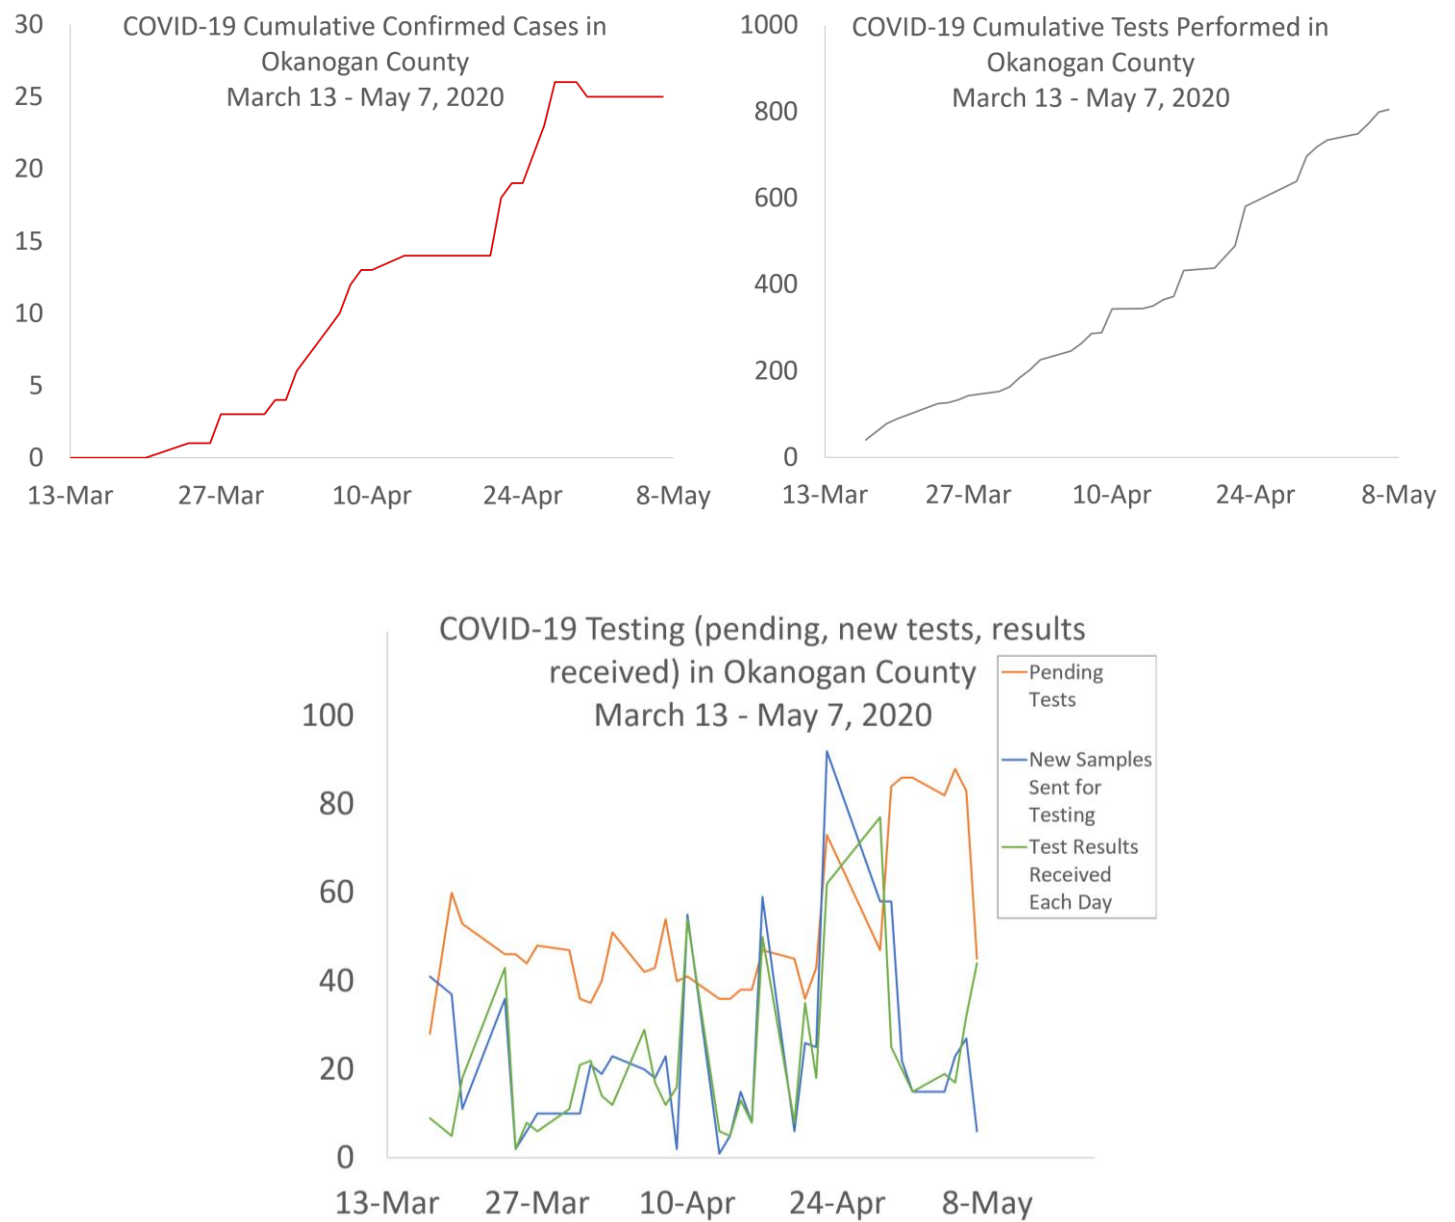 COVID-19 Cumulative Confirmed Cases in
Okanogan County
March 13 - May 7, 2020
30
25
20
15
10
5
0
13-Mar 27-Mar 10-Apr 24-Apr 8-May
COVID-19 Cumulative Tests Performed in
Okanogan County
March 13 - May 7, 2020
1000
800
600
400
200
0
13-Mar 27-Mar 10-Apr 24-Apr 8-May
COVID-19 Testing (pending, new tests, results
received) in Okanogan County
March 13 - May 7, 2020
Pending
Tests
New Samples
Sent for
Testing
Test Results
Received
Each Day
100
80
60
40
20
0
13-Mar 27-Mar 10-Apr 24-Apr 8-May